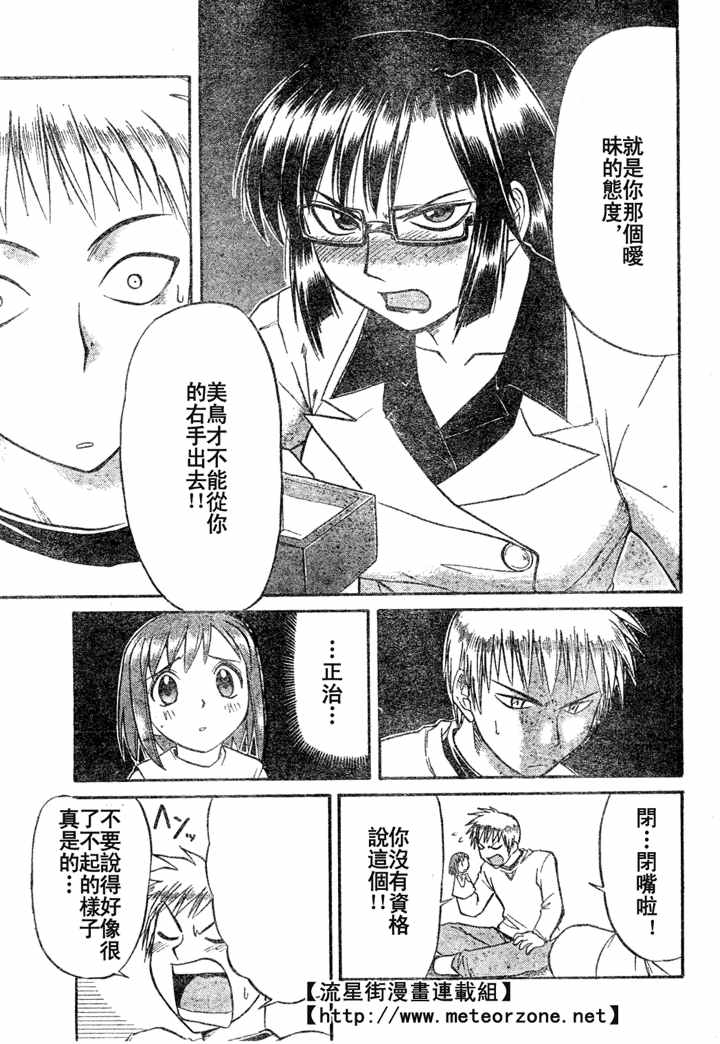 就是你那個曖
昧的態度，
美鳥才不能從你
的右手出去!!
…正治…
閉…閉嘴啦！
你沒有資格
說這個!!
不要說得好像很
了不起的樣子
真是的…
ヘンッ
【流星街漫畫連載組】
【http://www.meteorzone.net】